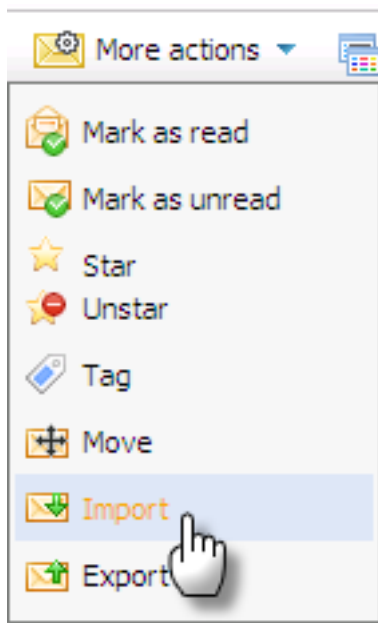 More actions
Mark as read
Mark as unread
Star
Unstar
Tag
Move
Import
Export